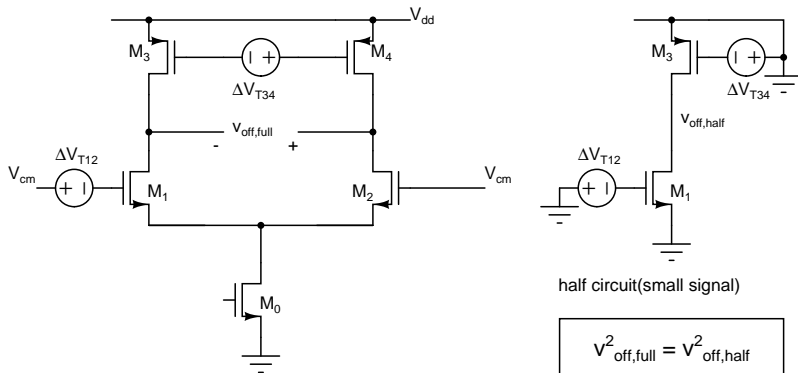 V_dd
M_3
M_4
ΔV_T34
v_off,full
- +
V_cm
ΔV_T12
M_1
M_2
V_cm
M_0
M_3
ΔV_T34
v_off,half
ΔV_T12
M_1
half circuit(small signal)
v²_off,full = v²_off,half